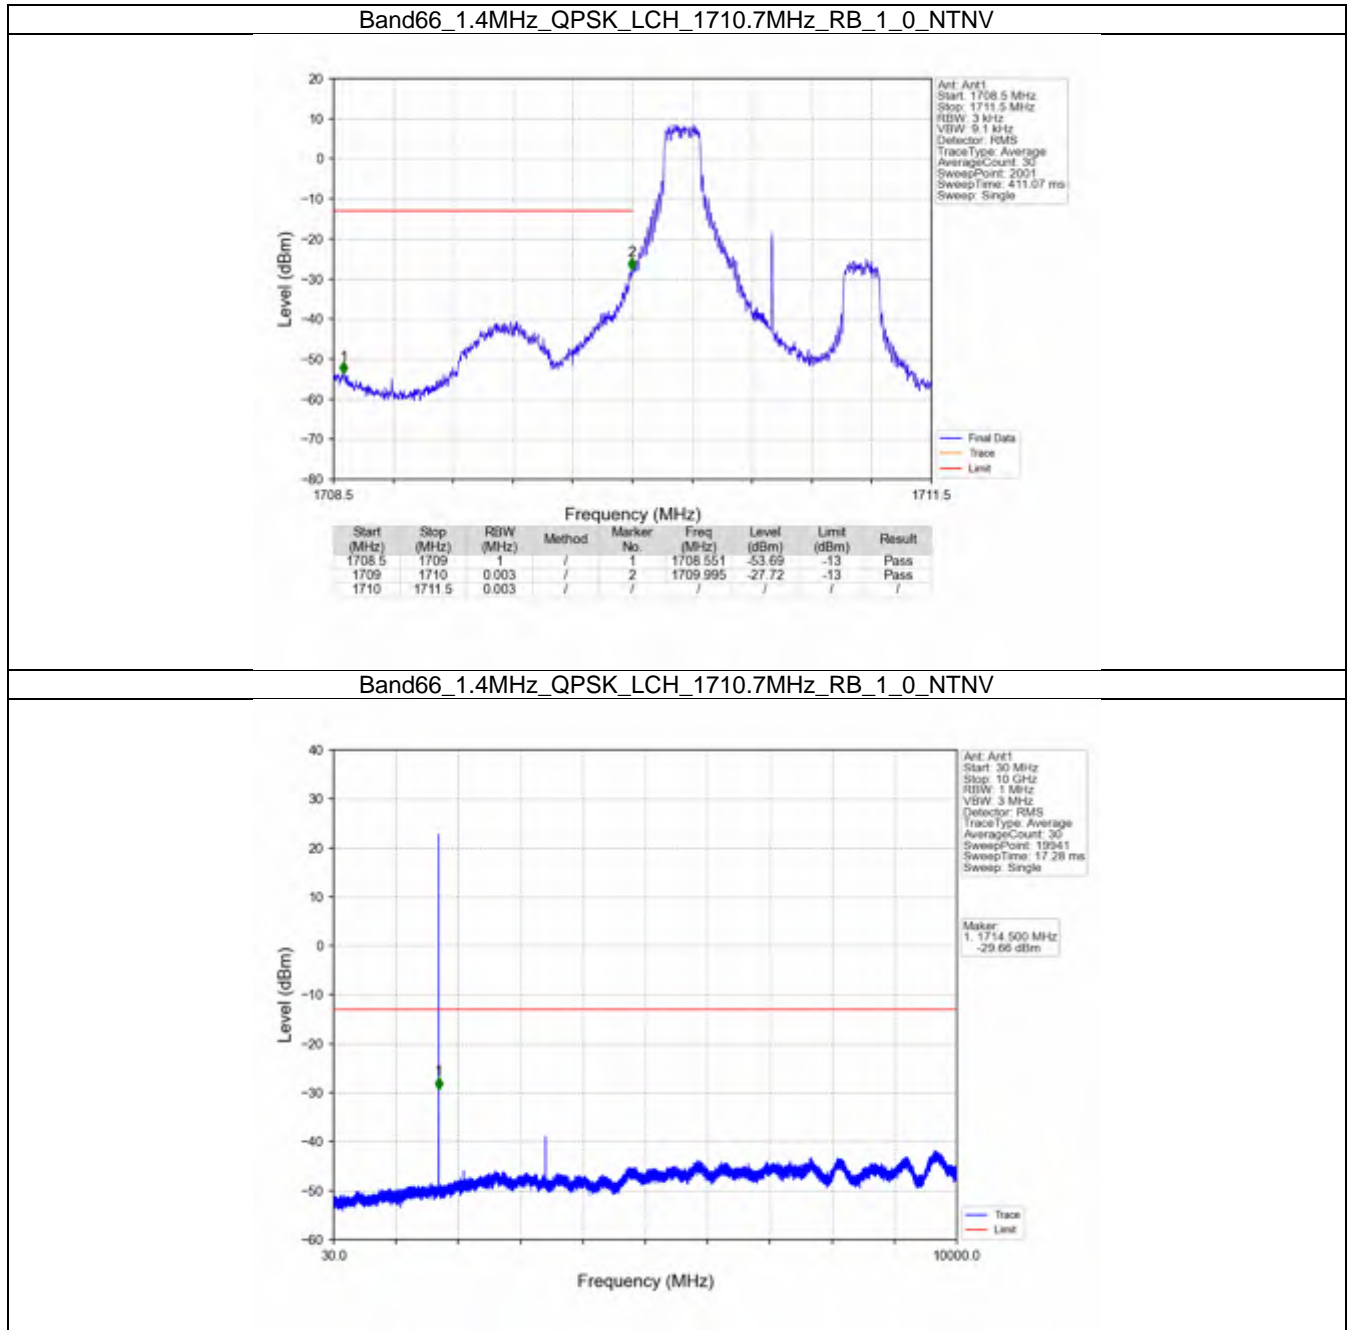 Band66_1.4MHz_QPSK_LCH_1710.7MHz_RB_1_0_NTNV
20
10
0
−10
−20
−30
−40
−50
−60
−70
−80
Level (dBm)
1
2
1708.5
1711.5
Frequency (MHz)
Ant: Ant1
Start: 1708.5 MHz
Stop: 1711.5 MHz
RBW: 3 kHz
VBW: 9.1 kHz
Detector: RMS
TraceType: Average
AverageCount: 30
SweepPoint: 2001
SweepTime: 411.07 ms
Sweep: Single
Final Data
Trace
Limit
Start (MHz) Stop (MHz) RBW (MHz) Method Marker No. Freq (MHz) Level (dBm) Limit (dBm) Result
1708.5 1709 1 / 1 1708.551 -53.69 -13 Pass
1709 1710 0.003 / 2 1709.995 -27.72 -13 Pass
1710 1711.5 0.003 / / / / / /
Band66_1.4MHz_QPSK_LCH_1710.7MHz_RB_1_0_NTNV
40
30
20
10
0
−10
−20
−30
−40
−50
−60
Level (dBm)
1
30.0
10000.0
Frequency (MHz)
Ant: Ant1
Start: 30 MHz
Stop: 10 GHz
RBW: 1 MHz
VBW: 3 MHz
Detector: RMS
TraceType: Average
AverageCount: 30
SweepPoint: 19941
SweepTime: 17.28 ms
Sweep: Single
Maker:
1. 1714.500 MHz
-29.66 dBm
Trace
Limit